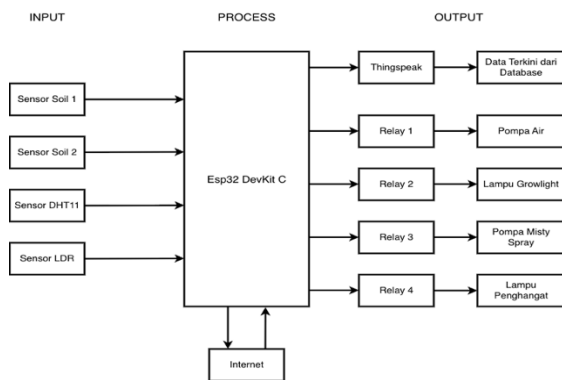 INPUT
PROCESS
OUTPUT
Sensor Soil 1
Sensor Soil 2
Sensor DHT11
Sensor LDR
Esp32 DevKit C
Internet
Thingspeak
Data Terkini dari
Database
Relay 1
Pompa Air
Relay 2
Lampu Growlight
Relay 3
Pompa Misty
Spray
Relay 4
Lampu
Penghangat